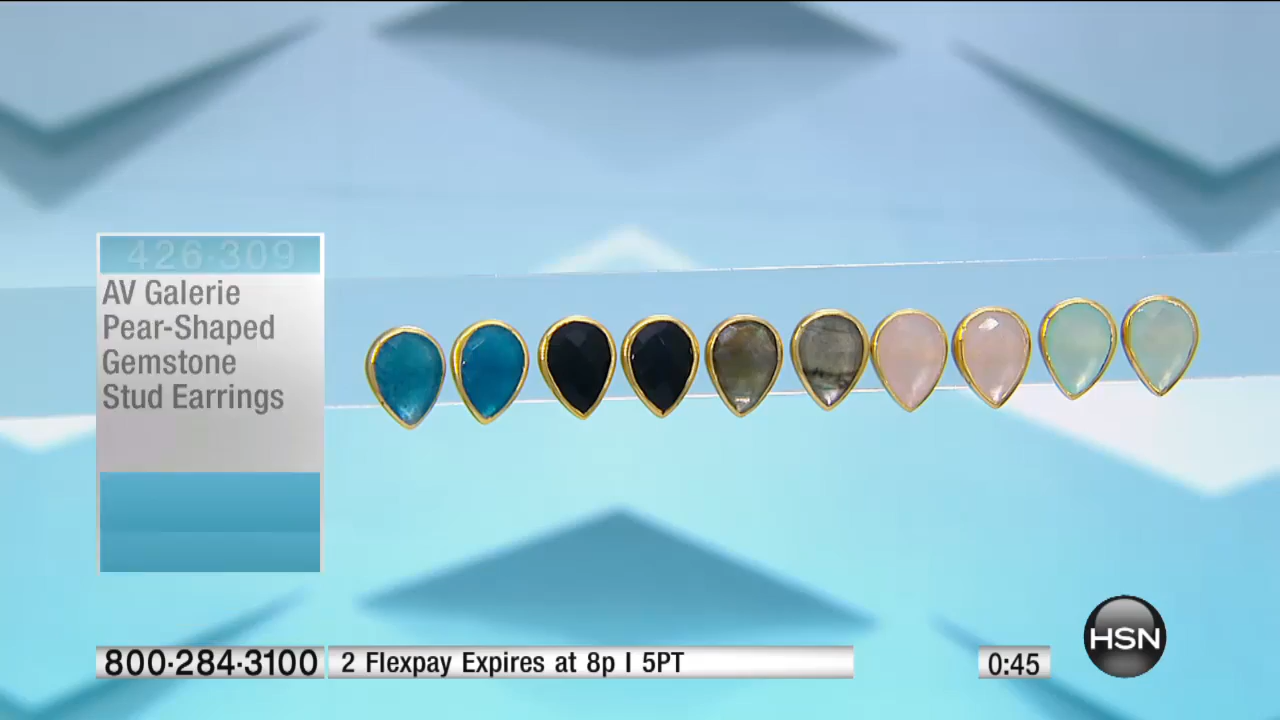 426·309
AV Galerie
Pear-Shaped
Gemstone
Stud Earrings
800·284·3100
2 Flexpay Expires at 8p I 5PT
0:45
HSN